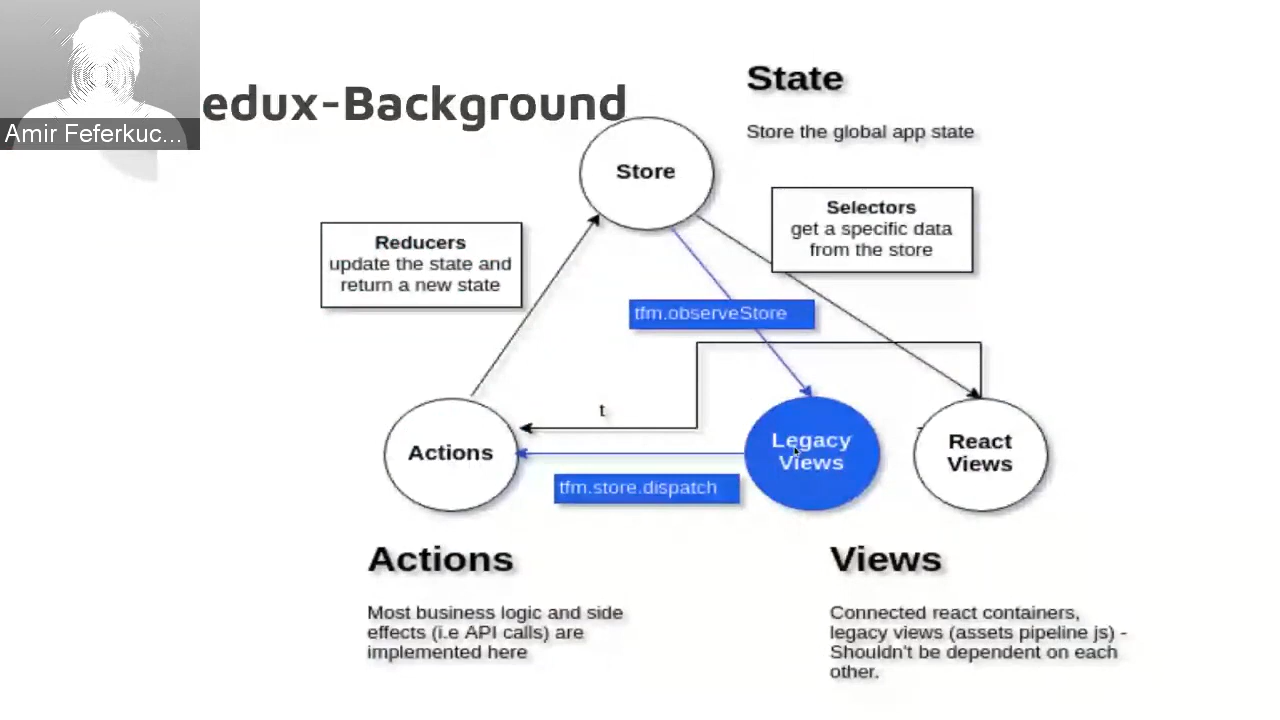 Amir Feferkuc...
edux-Background
State
Store the global app state
Store
Selectors
get a specific data
from the store
Reducers
update the state and
return a new state
tfm.observeStore
t
Actions
Legacy
Views
React
Views
tfm.store.dispatch
Actions
Most business logic and side
effects (i.e API calls) are
implemented here
Views
Connected react containers,
legacy views (assets pipeline js) -
Shouldn't be dependent on each
other.